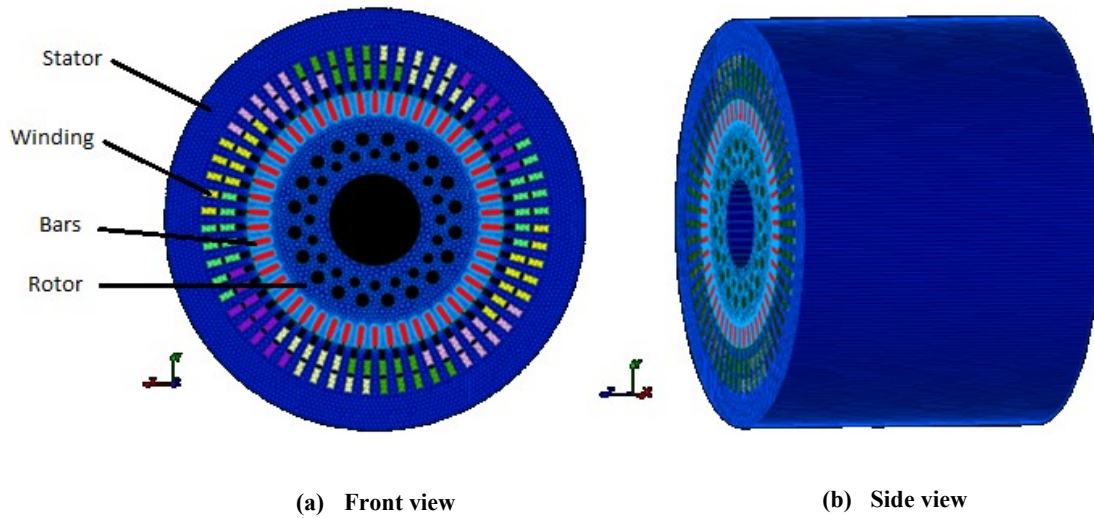 Stator
Winding
Bars
Rotor
(a) Front view
(b) Side view